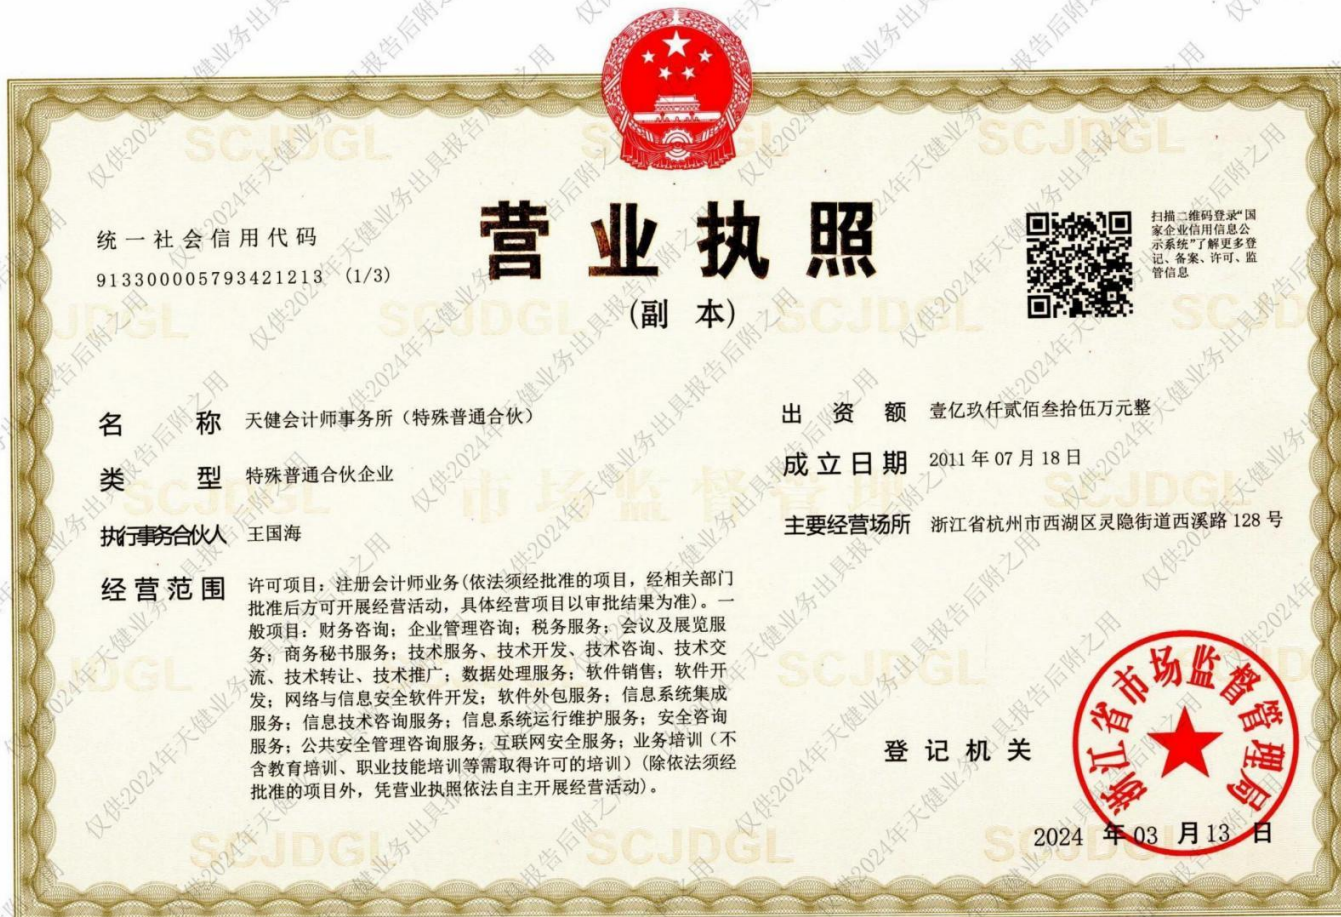 营业执照
(副 本)
统一社会信用代码
913300005793421213 (1/3)
扫描二维码登录“国
家企业信用信息公
示系统”了解更多登
记、备案、许可、监
管信息
名 称 天健会计师事务所（特殊普通合伙）
类 型 特殊普通合伙企业
执行事务合伙人 王国海
经营范围 许可项目：注册会计师业务(依法须经批准的项目，经相关部门
批准后方可开展经营活动，具体经营项目以审批结果为准)。一
般项目：财务咨询；企业管理咨询；税务服务；会议及展览服
务；商务秘书服务；技术服务、技术开发、技术咨询、技术交
流、技术转让、技术推广；数据处理服务；软件销售；软件开
发；网络与信息安全软件开发；软件外包服务；信息系统集成
服务；信息技术咨询服务；信息系统运行维护服务；安全咨询
服务；公共安全管理咨询服务；互联网安全服务；业务培训（不
含教育培训、职业技能培训等需取得许可的培训）(除依法须经
批准的项目外，凭营业执照依法自主开展经营活动)。
出 资 额 壹亿玖仟贰佰叁拾伍万元整
成立日期 2011 年 07 月 18 日
主要经营场所 浙江省杭州市西湖区灵隐街道西溪路 128 号
登记机关
浙江省市场监督管理局
2024 年 03 月 13 日
SCJDGL
市场监督管理
仅供2024年天健业务出具报告后附之用